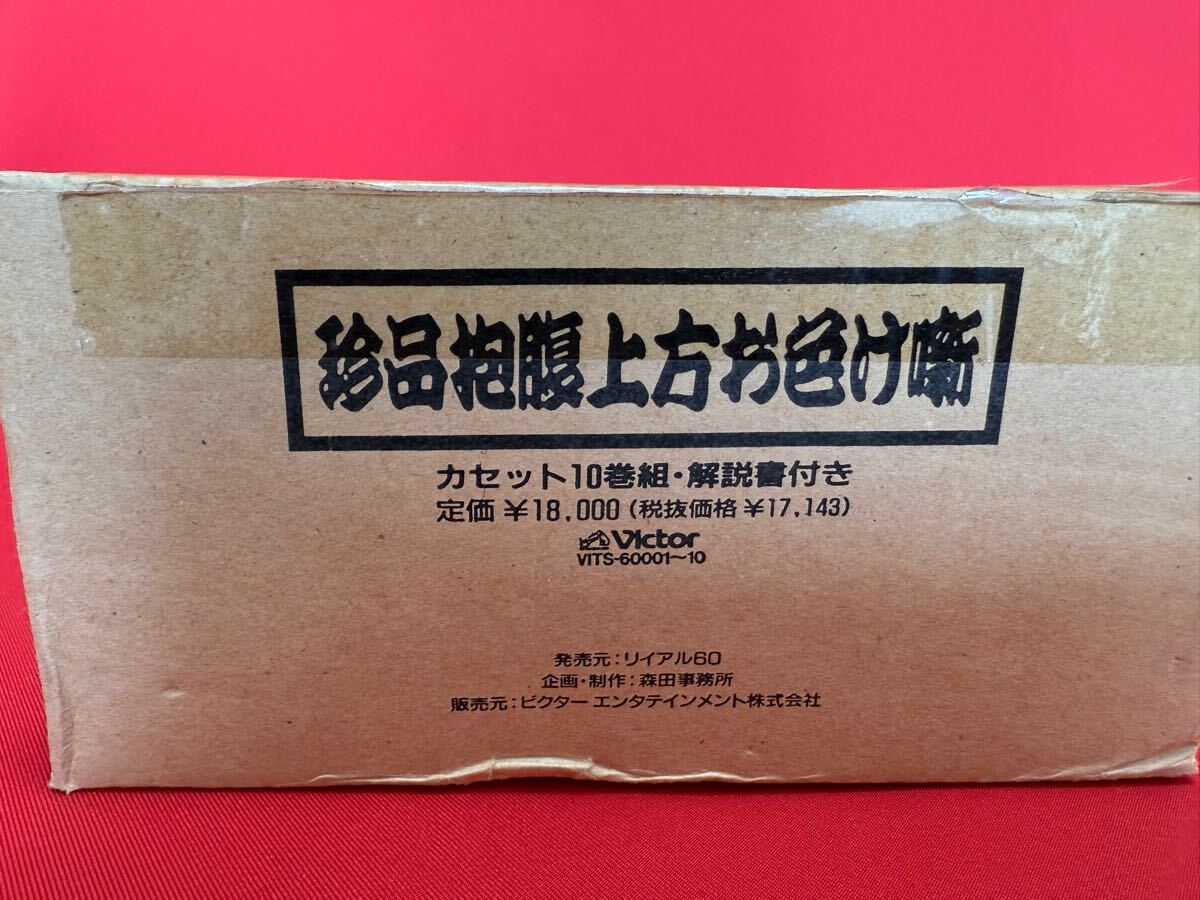 珍品抱腹上方お色け噺
カセット10巻組・解説書付き
定価 ¥18,000 (税抜価格 ¥17,143)
Victor
VITS-60001〜10
発売元：リイアル60
企画・制作：森田事務所
販売元：ビクター エンタテインメント株式会社